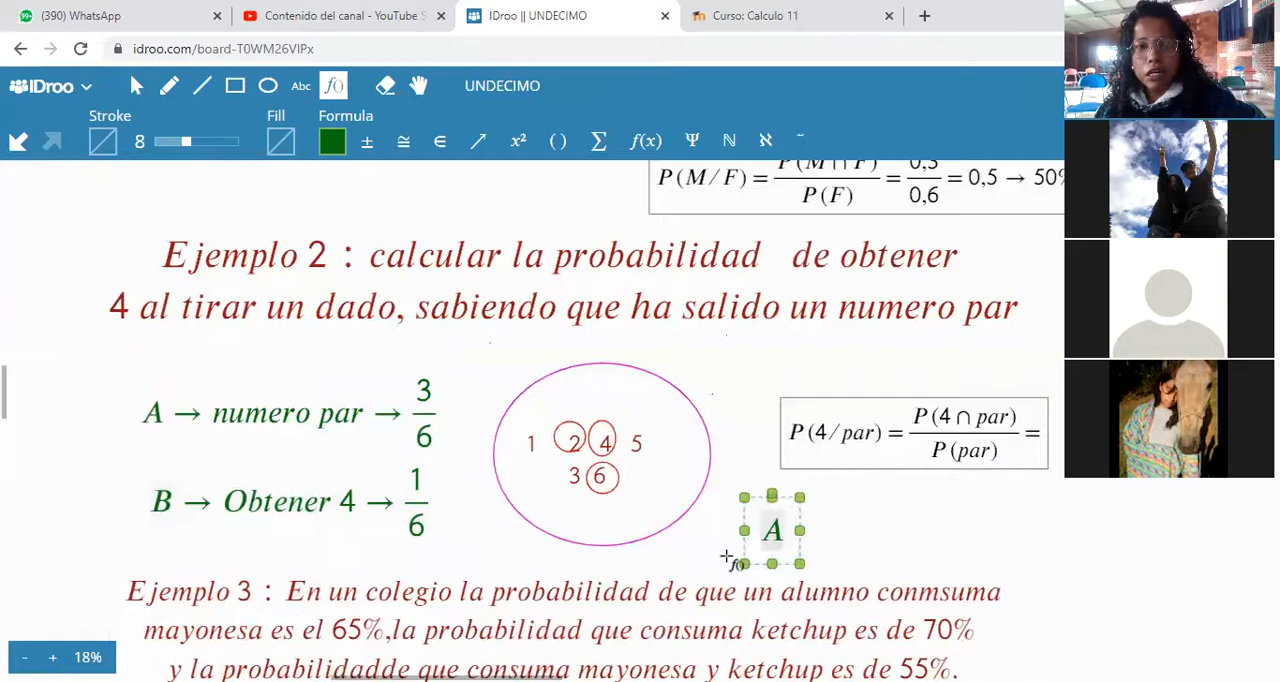 (390) WhatsApp
Contenido del canal - YouTube S
IDroo || UNDECIMO
Curso: Calculo 11
idroo.com/board-T0WM26VlPx
IDroo
Abc
f()
UNDECIMO
Stroke
Fill
Formula
8
± ≅ ∈ x² ( ) ∑ f(x) Ψ ℕ ℵ ~
P(M/F) = P(M∩F)/P(F) = 0,3/0,6 = 0,5 → 50%
Ejemplo 2 : calcular la probabilidad de obtener
4 al tirar un dado, sabiendo que ha salido un numero par
A → numero par → 3/6
1 2 4 5
3 6
P(4/par) = P(4∩par)/P(par) =
B → Obtener 4 → 1/6
A
f()
Ejemplo 3 : En un colegio la probabilidad de que un alumno conmsuma
mayonesa es el 65%,la probabilidad que consuma ketchup es de 70%
y la probabilidadde que consuma mayonesa y ketchup es de 55%.
- + 18%